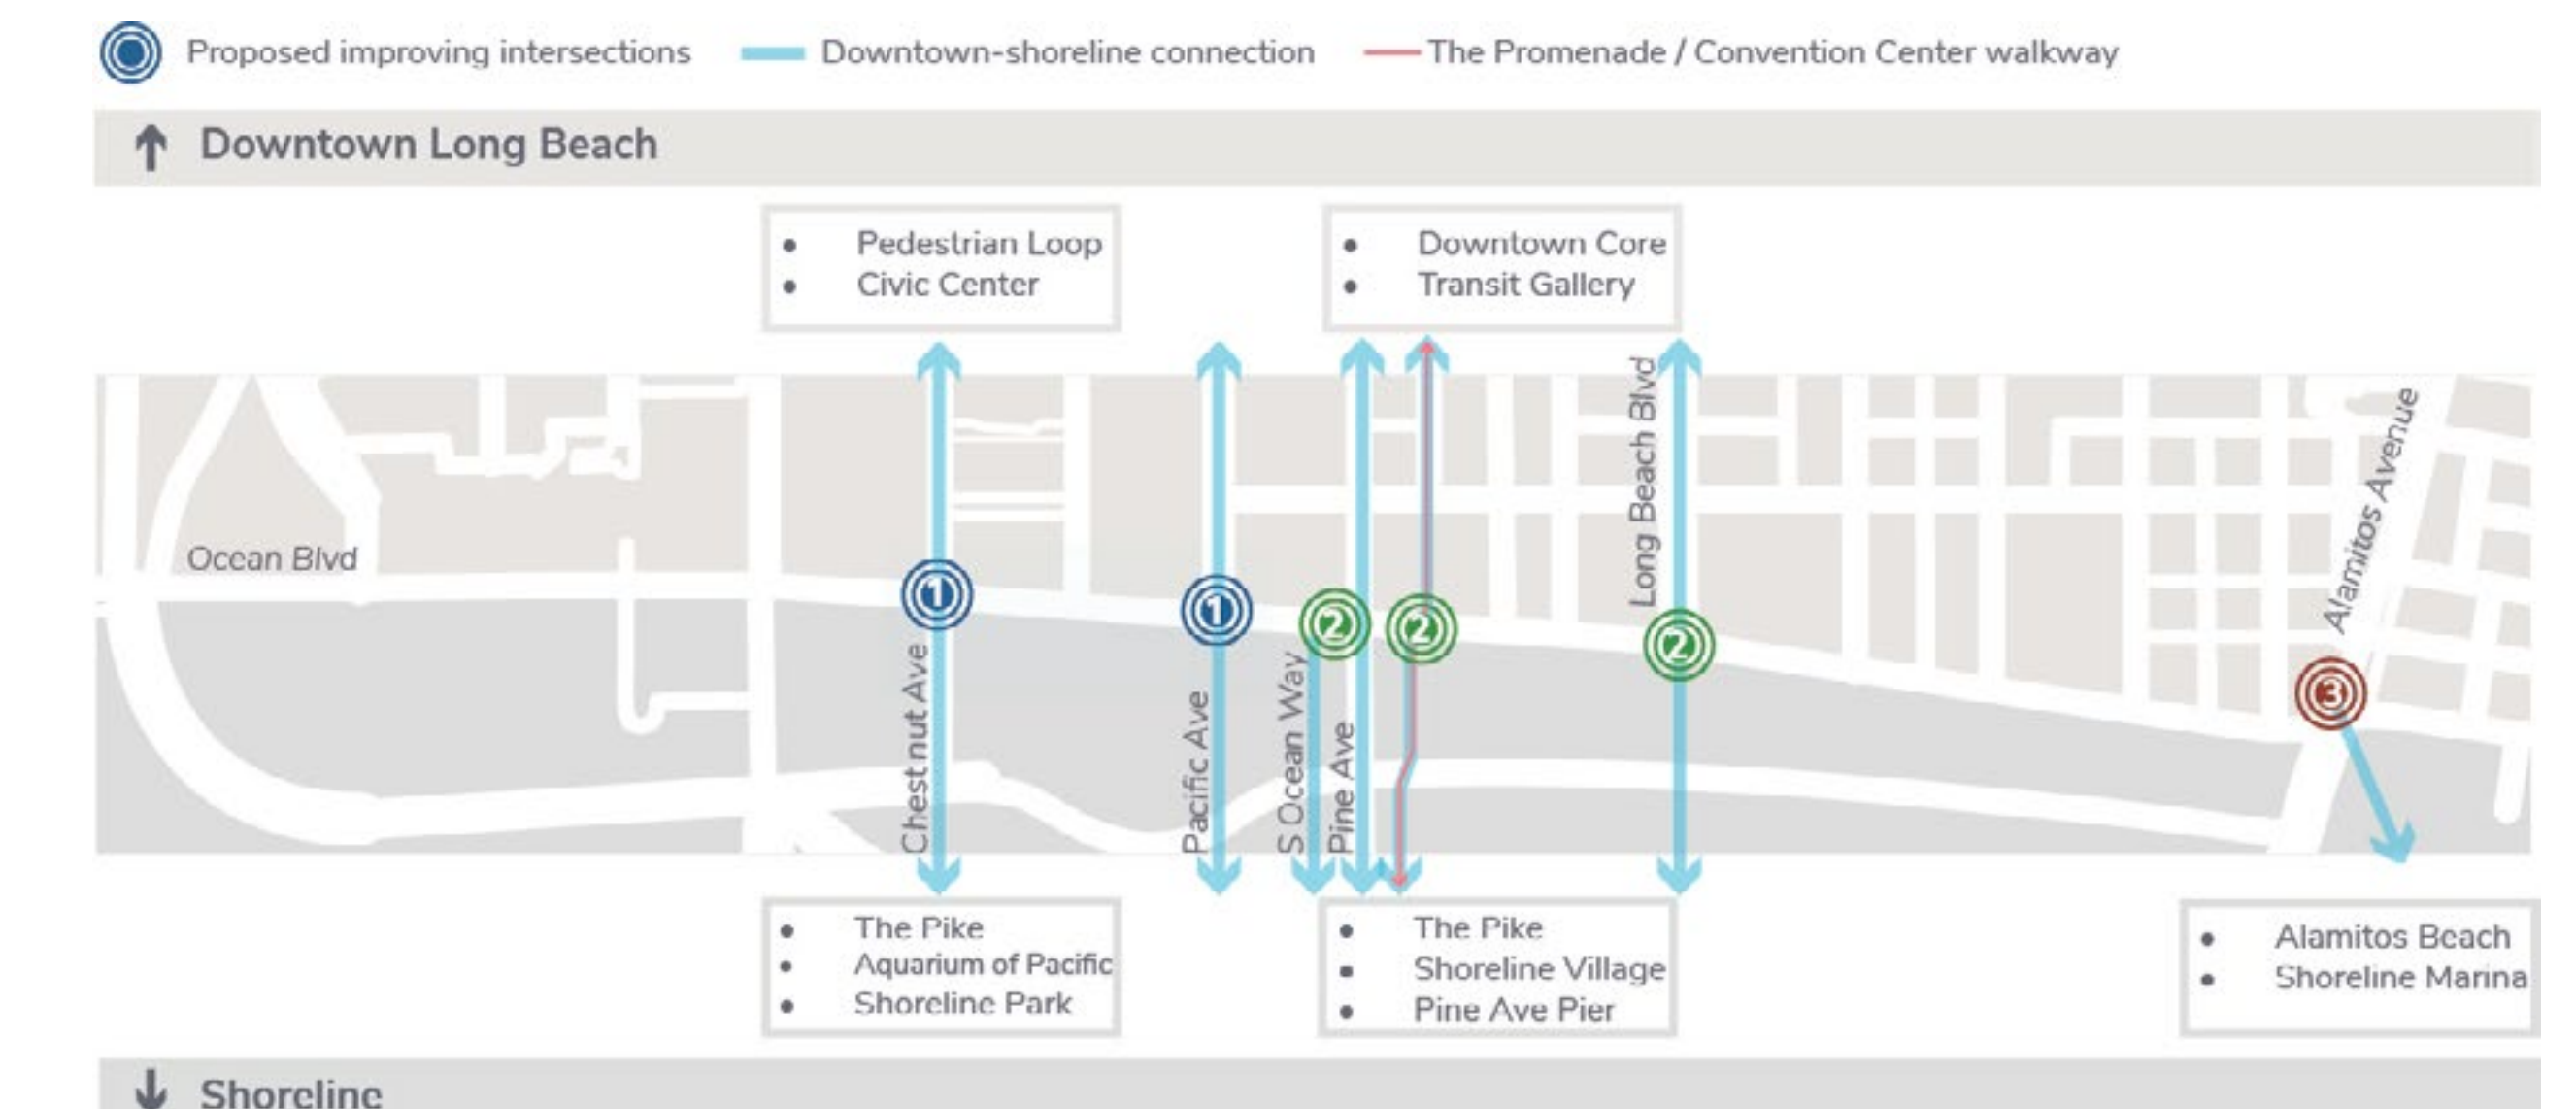 Proposed improving intersections
Downtown-shoreline connection
The Promenade / Convention Center walkway
↑ Downtown Long Beach
• Pedestrian Loop
• Civic Center
• Downtown Core
• Transit Gallery
Long Beach Blvd
Alamitos Avenue
Ocean Blvd
1
1
2
2
2
3
Chestnut Ave
Pacific Ave
S Ocean Way
Pine Ave
• The Pike
• Aquarium of Pacific
• Shoreline Park
• The Pike
• Shoreline Village
• Pine Ave Pier
• Alamitos Beach
• Shoreline Marina
↓ Shoreline